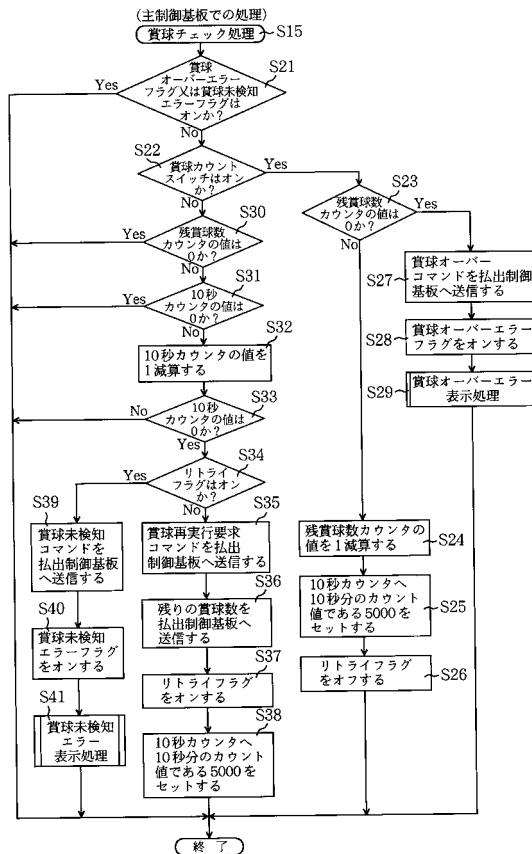 (主制御基板での処理)
賞球チェック処理
S15
賞球
オーバーエラー
フラグ又は賞球未検知
エラーフラグは
オンか?
S21
Yes
No
S22
賞球カウント
スイッチはオン
か?
Yes
No
S23
残賞球数
カウンタの値は
0か?
Yes
No
S30
残賞球数
カウンタの値は
0か?
Yes
No
S27
賞球オーバー
コマンドを払出制御
基板へ送信する
S31
10秒
カウンタの値は
0か?
Yes
No
S28
賞球オーバーエラー
フラグをオンする
S32
10秒カウンタの値を
1減算する
S29
賞球オーバーエラー
表示処理
S33
10秒
カウンタの値は
0か?
No
Yes
S34
リトライ
フラグはオン
か?
Yes
No
S39
賞球未検知
コマンドを
払出制御基板
へ送信する
S35
賞球再実行要求
コマンドを払出
制御基板へ送信する
残賞球数カウンタの
値を1減算する
S24
S40
賞球未検知
エラーフラグ
をオンする
S36
残りの賞球数を
払出制御基板へ
送信する
10秒カウンタへ
10秒分のカウント
値である5000を
セットする
S25
S37
リトライフラグ
をオンする
リトライフラグ
をオフする
S26
S41
賞球未検知
エラー
表示処理
S38
10秒カウンタへ
10秒分のカウント
値である5000を
セットする
終了